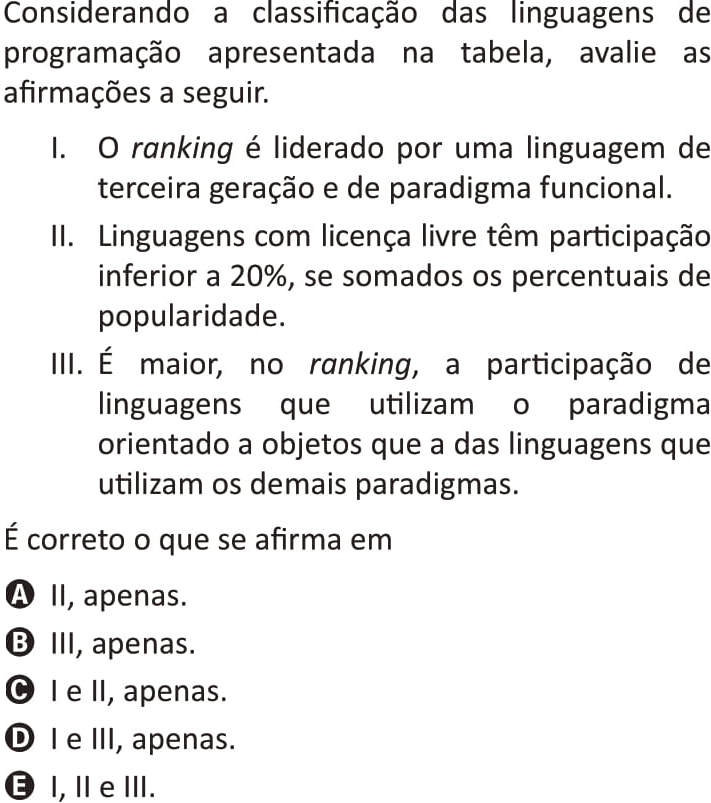 Considerando a classificação das linguagens de
programação apresentada na tabela, avalie as
afirmações a seguir.
I. O ranking é liderado por uma linguagem de
terceira geração e de paradigma funcional.
II. Linguagens com licença livre têm participação
inferior a 20%, se somados os percentuais de
popularidade.
III. É maior, no ranking, a participação de
linguagens que utilizam o paradigma
orientado a objetos que a das linguagens que
utilizam os demais paradigmas.
É correto o que se afirma em
A II, apenas.
B III, apenas.
C I e II, apenas.
D I e III, apenas.
E I, II e III.